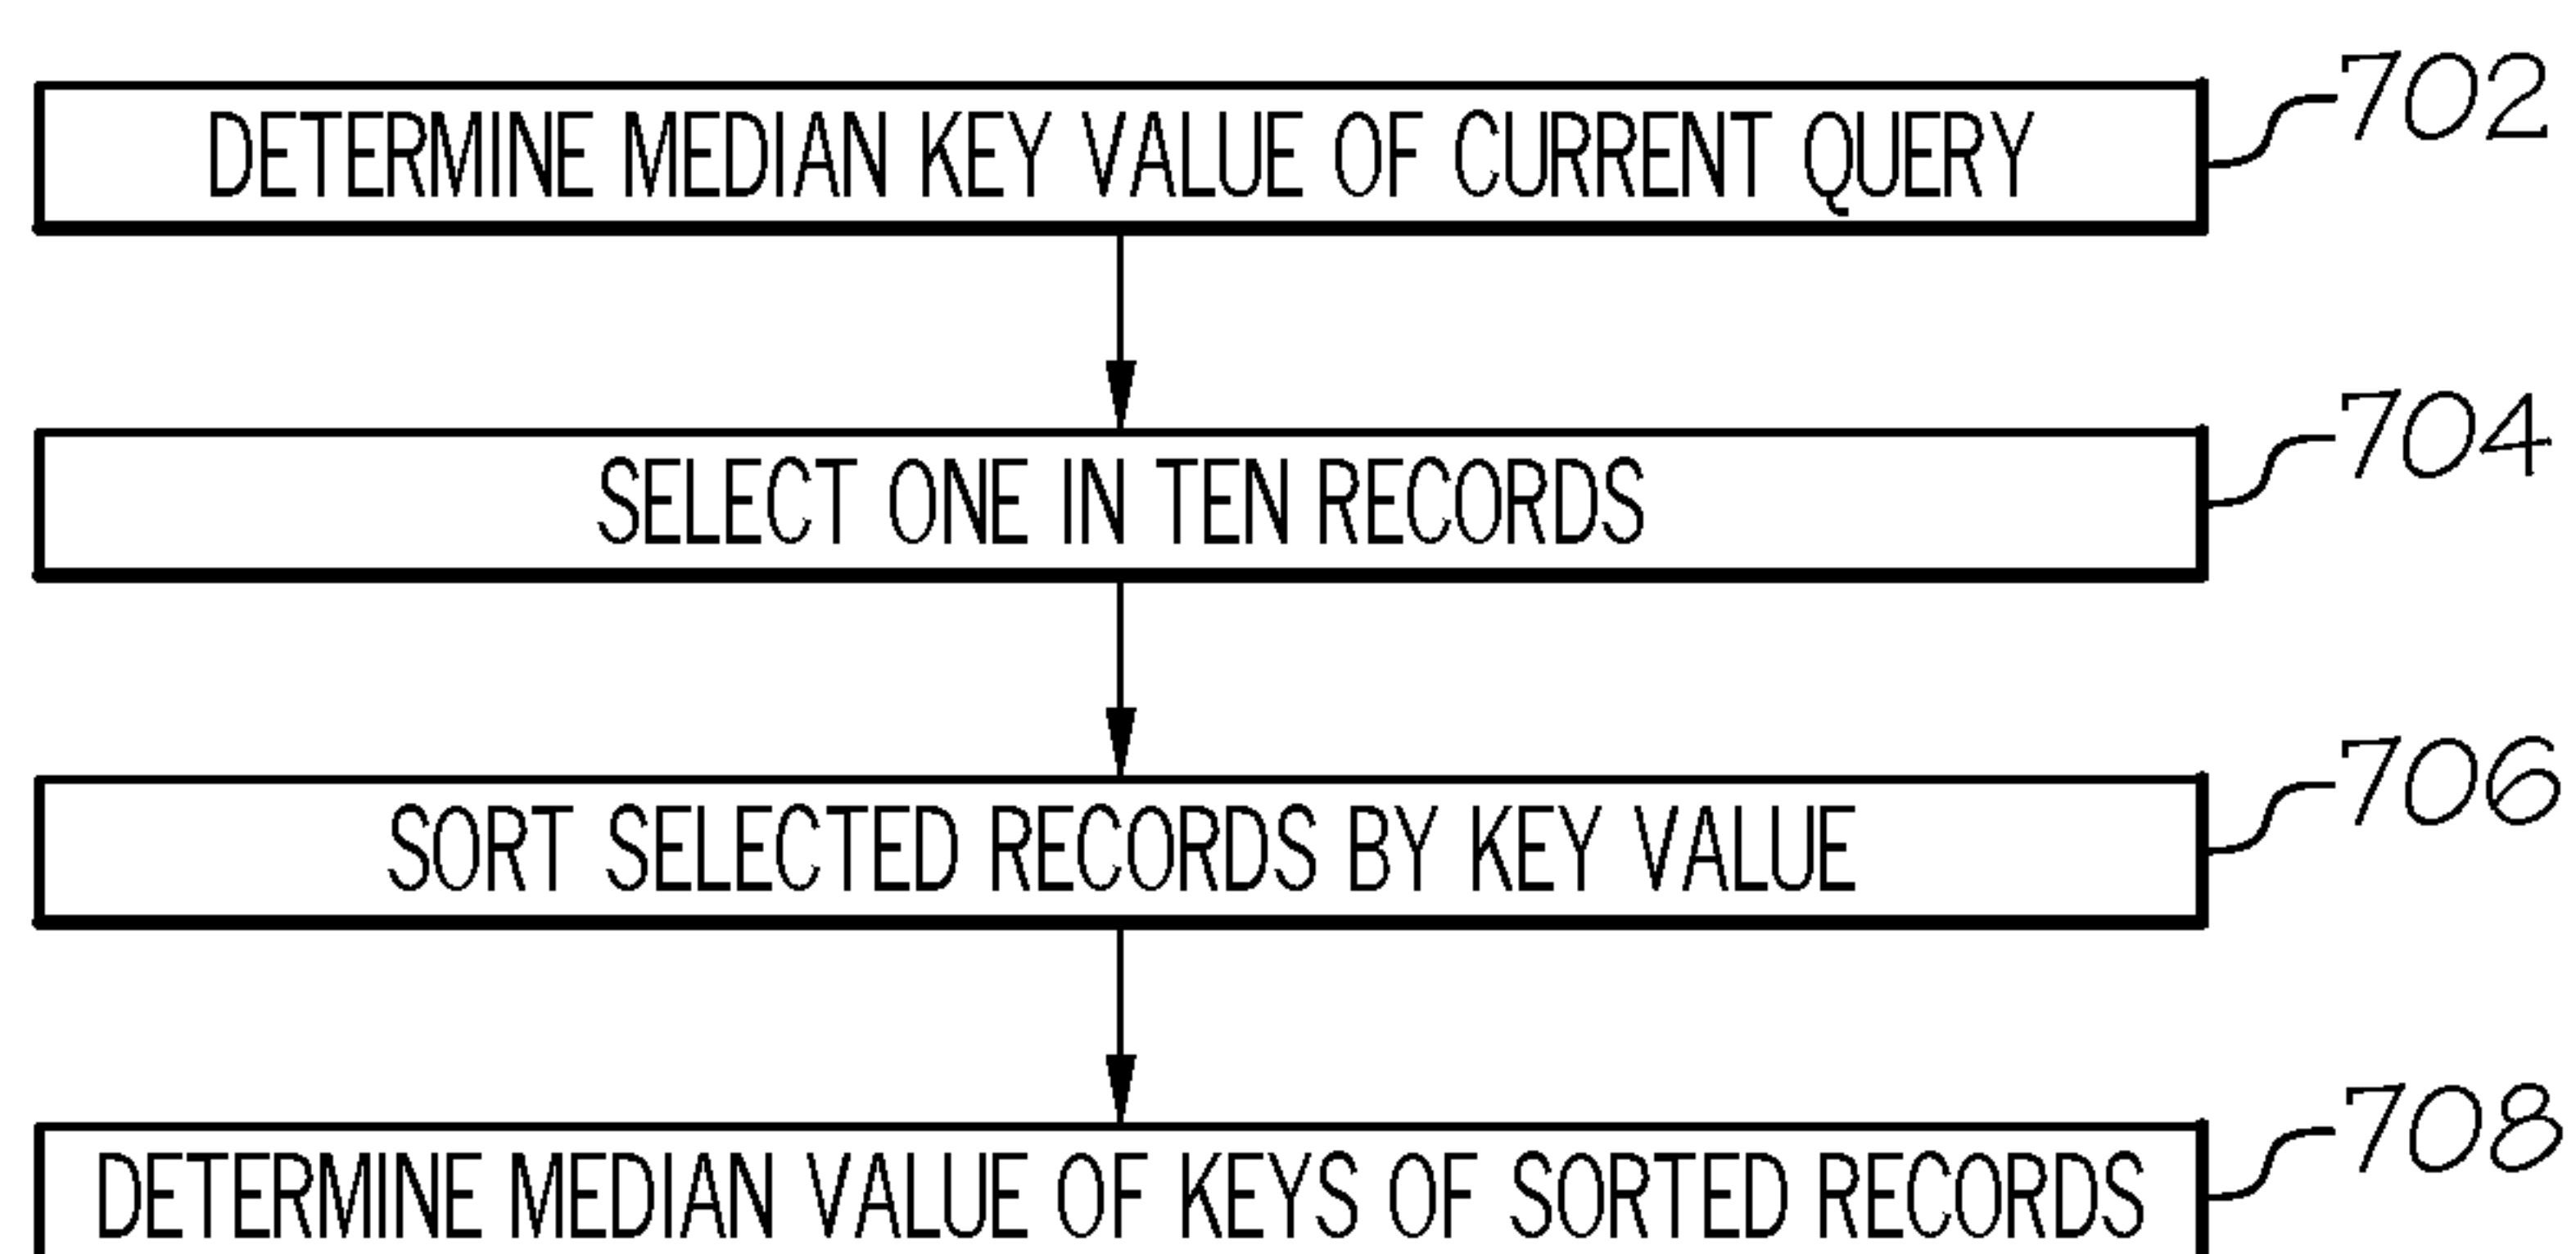 DETERMINE MEDIAN KEY VALUE OF CURRENT QUERY 702
SELECT ONE IN TEN RECORDS 704
SORT SELECTED RECORDS BY KEY VALUE 706
DETERMINE MEDIAN VALUE OF KEYS OF SORTED RECORDS 708